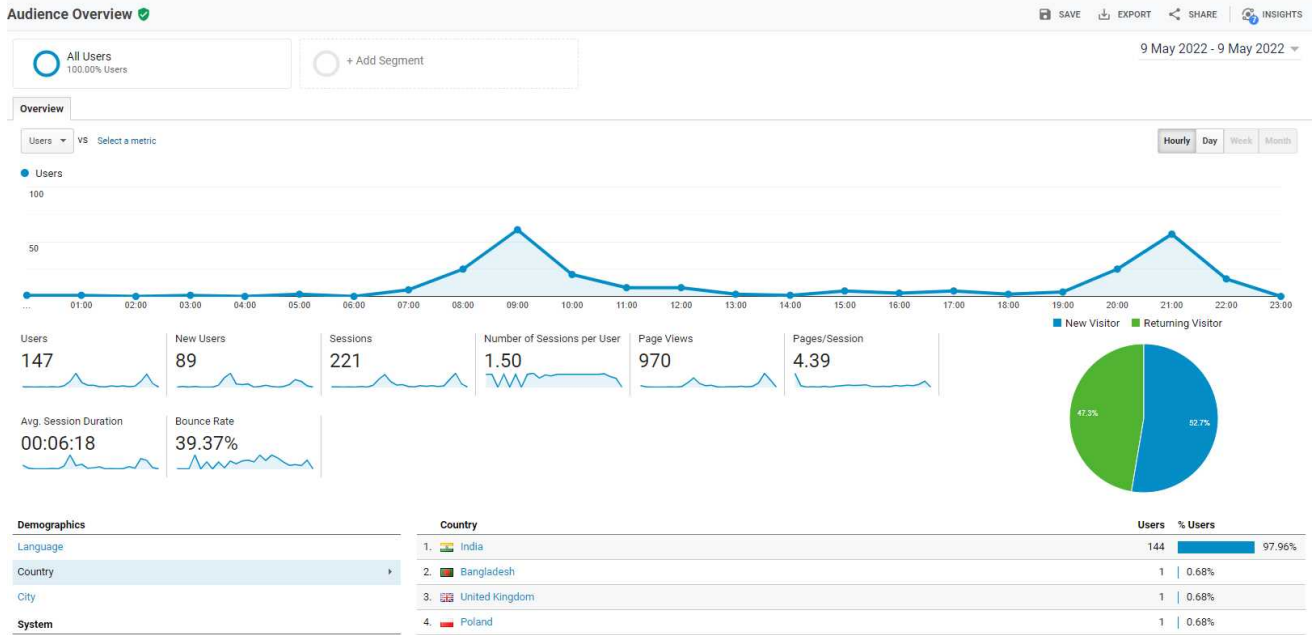 Audience Overview
SAVE EXPORT SHARE INSIGHTS
7
All Users
100.00% Users
+ Add Segment
9 May 2022 - 9 May 2022
Overview
Users VS Select a metric
Hourly Day Week Month
Users
100
50
... 01:00 02:00 03:00 04:00 05:00 06:00 07:00 08:00 09:00 10:00 11:00 12:00 13:00 14:00 15:00 16:00 17:00 18:00 19:00 20:00 21:00 22:00 23:00
New Visitor Returning Visitor
Users New Users Sessions Number of Sessions per User Page Views Pages/Session
147 89 221 1.50 970 4.39
47.3% 52.7%
Avg. Session Duration Bounce Rate
00:06:18 39.37%
Demographics Country Users % Users
Language 1. India 144 97.96%
Country 2. Bangladesh 1 0.68%
City 3. United Kingdom 1 0.68%
System 4. Poland 1 0.68%